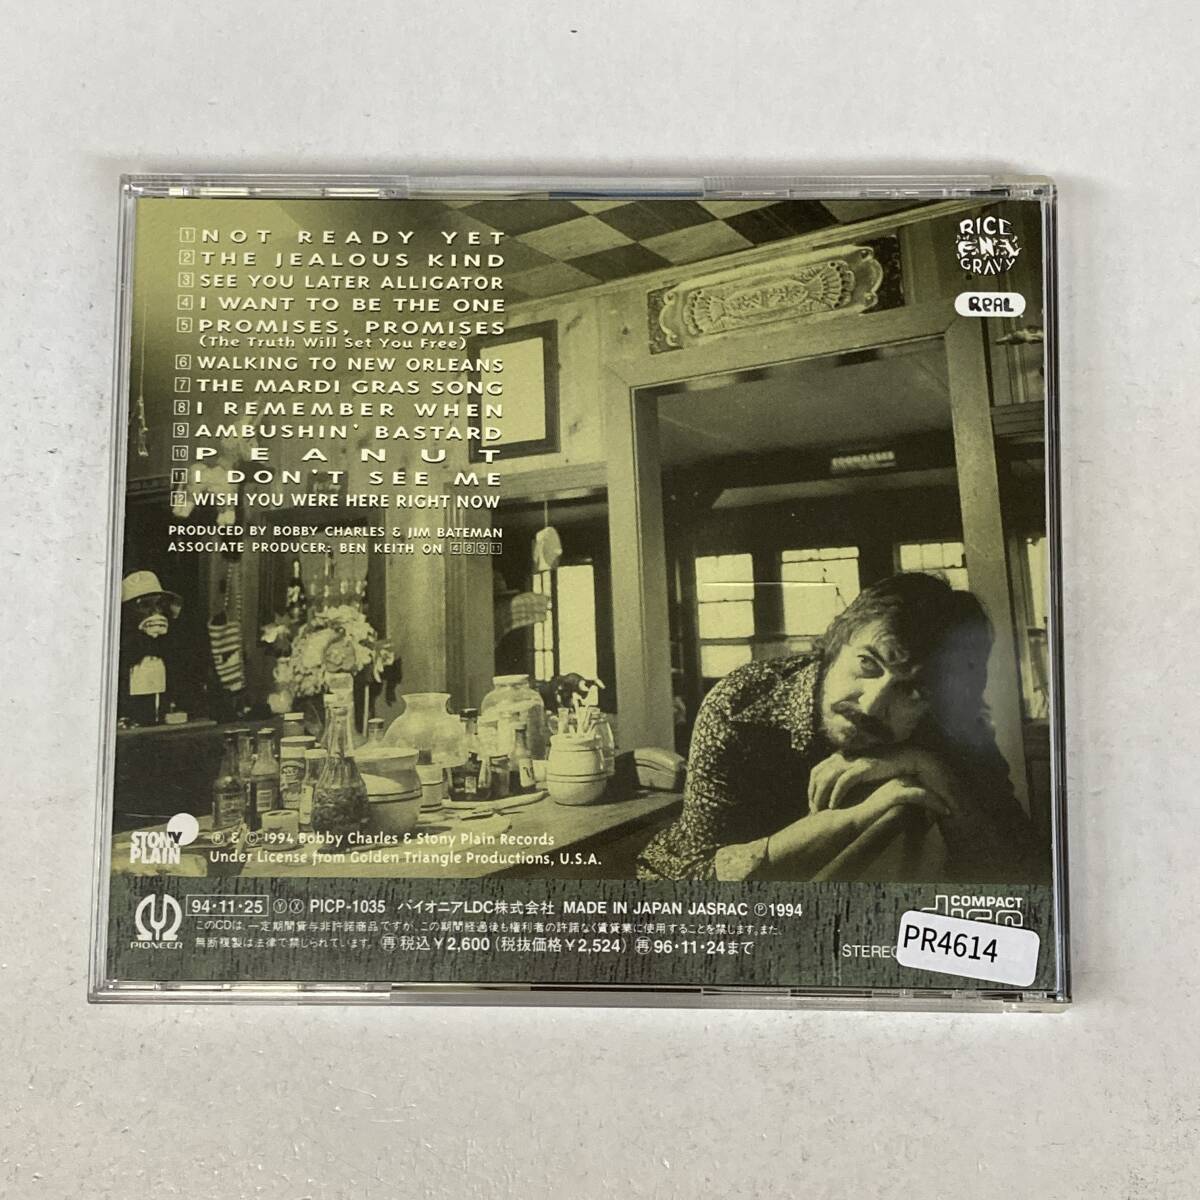 1 NOT READY YET
2 THE JEALOUS KIND
3 SEE YOU LATER ALLIGATOR
4 I WANT TO BE THE ONE
5 PROMISES, PROMISES
(The Truth Will Set You Free)
6 WALKING TO NEW ORLEANS
7 THE MARDI GRAS SONG
8 I REMEMBER WHEN
9 AMBUSHIN' BASTARD
10 PEANUT
11 I DON'T SEE ME
12 WISH YOU WERE HERE RIGHT NOW
PRODUCED BY BOBBY CHARLES & JIM BATEMAN
ASSOCIATE PRODUCER: BEN KEITH ON 4 8 9 11
RICE
-N-
GRAVY
REAL
STONY
PLAIN
Ⓟ & © 1994 Bobby Charles & Stony Plain Records
Under License from Golden Triangle Productions, U.S.A.
PIONEER
94・11・25 Ⓨ Ⓧ PICP-1035 パイオニアLDC株式会社 MADE IN JAPAN JASRAC Ⓟ1994
このCDは、一定期間貸与非許諾商品ですが、この期間経過後も権利者の許諾なく賃貸業に使用することを禁じます。また、
無断複製は法律で禁じられています。 再 税込¥2,600 (税抜価格¥2,524) 再 96・11・24まで
COMPACT
disc
STEREO
PR4614